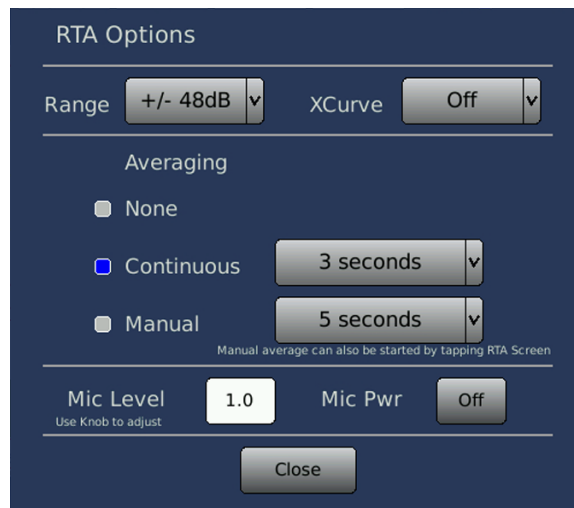 RTA Options
Range +/- 48dB XCurve Off
Averaging
None
Continuous 3 seconds
Manual 5 seconds
Manual average can also be started by tapping RTA Screen
Mic Level 1.0 Mic Pwr Off
Use Knob to adjust
Close